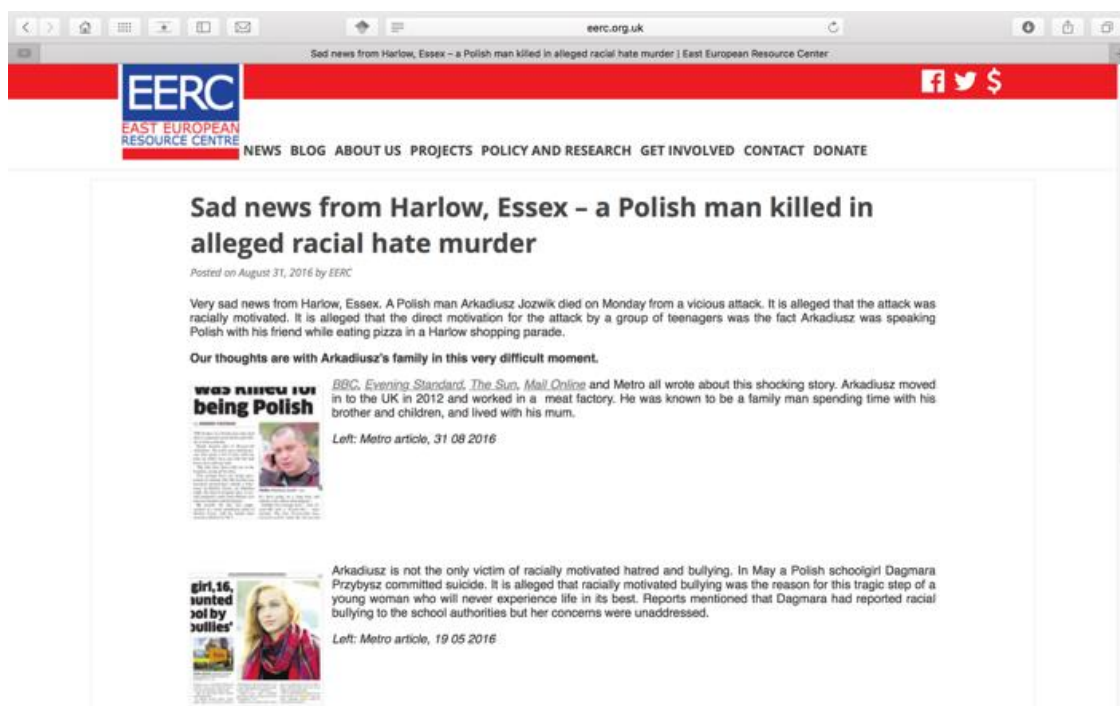 eerc.org.uk
Sad news from Harlow, Essex – a Polish man killed in alleged racial hate murder | East European Resource Center
EERC
EAST EUROPEAN
RESOURCE CENTRE
NEWS BLOG ABOUT US PROJECTS POLICY AND RESEARCH GET INVOLVED CONTACT DONATE
Sad news from Harlow, Essex – a Polish man killed in
alleged racial hate murder
Posted on August 31, 2016 by EERC
Very sad news from Harlow, Essex. A Polish man Arkadiusz Jozwik died on Monday from a vicious attack. It is alleged that the attack was
racially motivated. It is alleged that the direct motivation for the attack by a group of teenagers was the fact Arkadiusz was speaking
Polish with his friend while eating pizza in a Harlow shopping parade.
Our thoughts are with Arkadiusz's family in this very difficult moment.
was killed for
being Polish
BBC, Evening Standard, The Sun, Mail Online and Metro all wrote about this shocking story. Arkadiusz moved
in to the UK in 2012 and worked in a meat factory. He was known to be a family man spending time with his
brother and children, and lived with his mum.
Left: Metro article, 31 08 2016
girl,16,
aunted
ool by
bullies'
Arkadiusz is not the only victim of racially motivated hatred and bullying. In May a Polish schoolgirl Dagmara
Przybysz committed suicide. It is alleged that racially motivated bullying was the reason for this tragic step of a
young woman who will never experience life in its best. Reports mentioned that Dagmara had reported racial
bullying to the school authorities but her concerns were unaddressed.
Left: Metro article, 19 05 2016